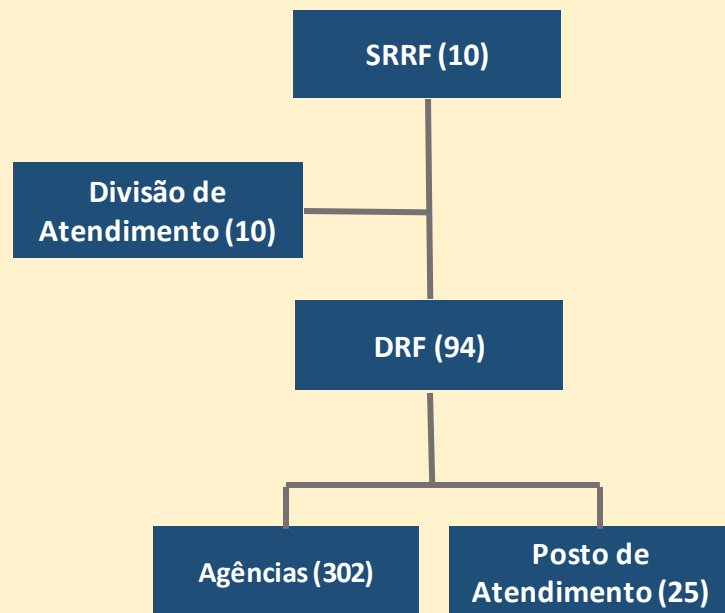 SRRF (10)
Divisão de
Atendimento (10)
DRF (94)
Agências (302)
Posto de
Atendimento (25)